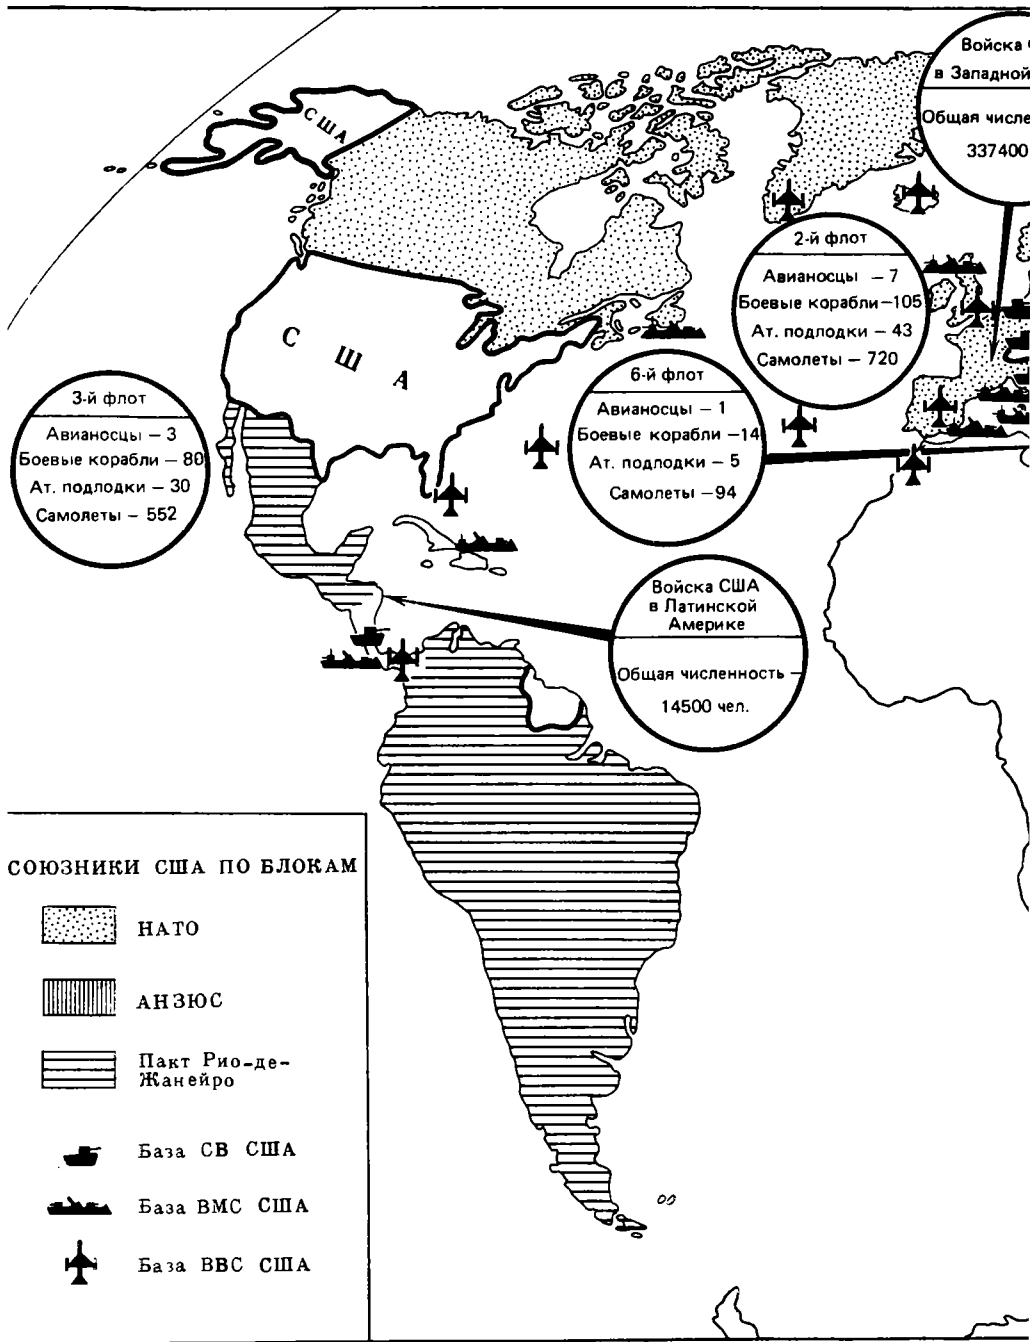 США
Войска
в Западной
Общая числе
337400
2-й флот
Авианосцы – 7
Боевые корабли–105
Ат. подлодки – 43
Самолеты – 720
США
6-й флот
Авианосцы – 1
Боевые корабли –14
Ат. подлодки – 5
Самолеты –94
3-й флот
Авианосцы – 3
Боевые корабли – 80
Ат. подлодки – 30
Самолеты – 552
Войска США
в Латинской
Америке
Общая численность –
14500 чел.
СОЮЗНИКИ США ПО БЛОКАМ
НАТО
АНЗЮС
Пакт Рио-де-
Жанейро
База СВ США
База ВМС США
База ВВС США